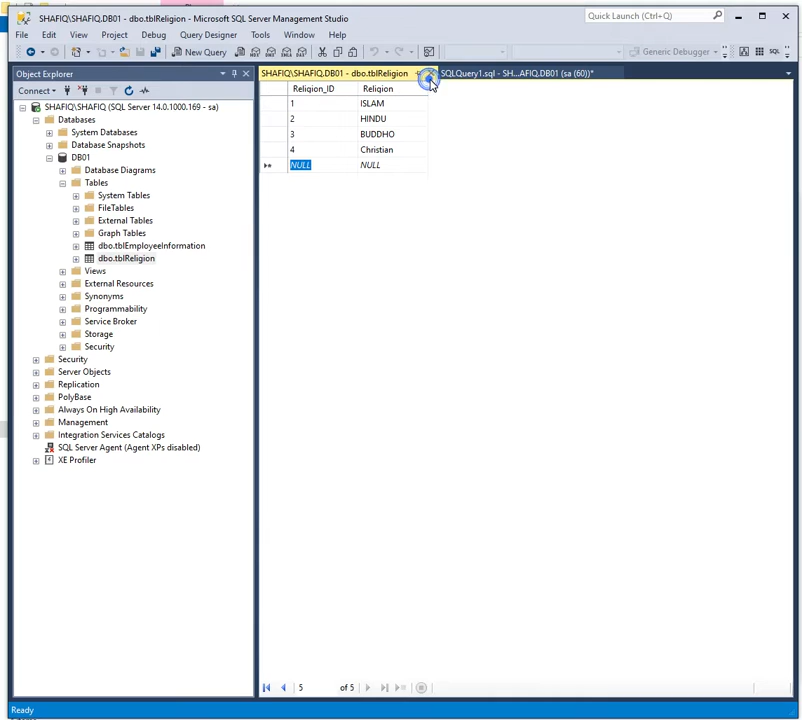 SHAFIQ\SHAFIQ.DB01 - dbo.tblReligion - Microsoft SQL Server Management Studio
Quick Launch (Ctrl+Q)
File Edit View Project Debug Query Designer Tools Window Help
New Query
Generic Debugger
Object Explorer
SHAFIQ\SHAFIQ.DB01 - dbo.tblReligion
SQLQuery1.sql - SH...AFIQ.DB01 (sa (60))*
Connect
Religion_ID Religion
SHAFIQ\SHAFIQ (SQL Server 14.0.1000.169 - sa)
1 ISLAM
Databases
2 HINDU
System Databases
3 BUDDHO
Database Snapshots
4 Christian
DB01
NULL NULL
Database Diagrams
Tables
System Tables
FileTables
External Tables
Graph Tables
dbo.tblEmployeeInformation
dbo.tblReligion
Views
External Resources
Synonyms
Programmability
Service Broker
Storage
Security
Security
Server Objects
Replication
PolyBase
Always On High Availability
Management
Integration Services Catalogs
SQL Server Agent (Agent XPs disabled)
XE Profiler
5 of 5
Ready